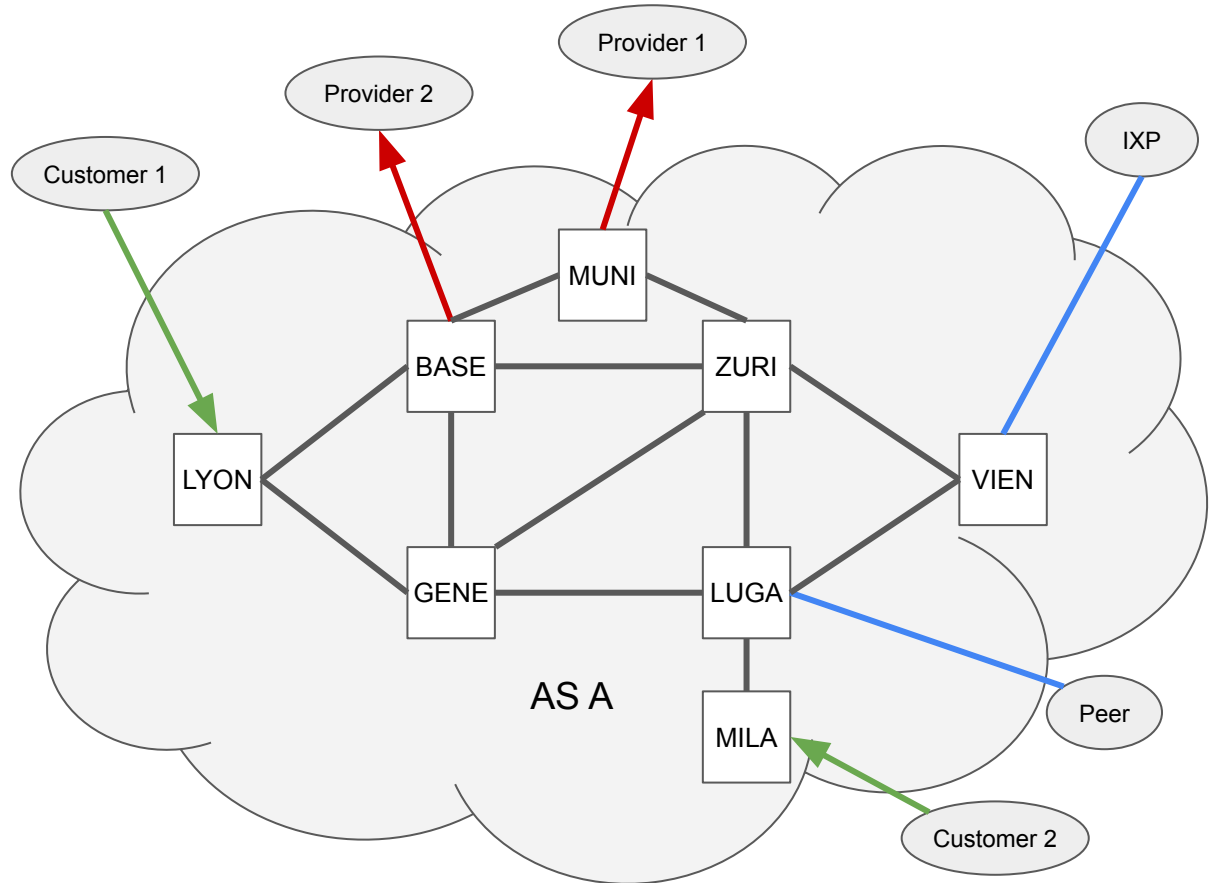 Provider 1
Provider 2
IXP
Customer 1
MUNI
BASE
ZURI
LYON
VIEN
GENE
LUGA
AS A
Peer
MILA
Customer 2